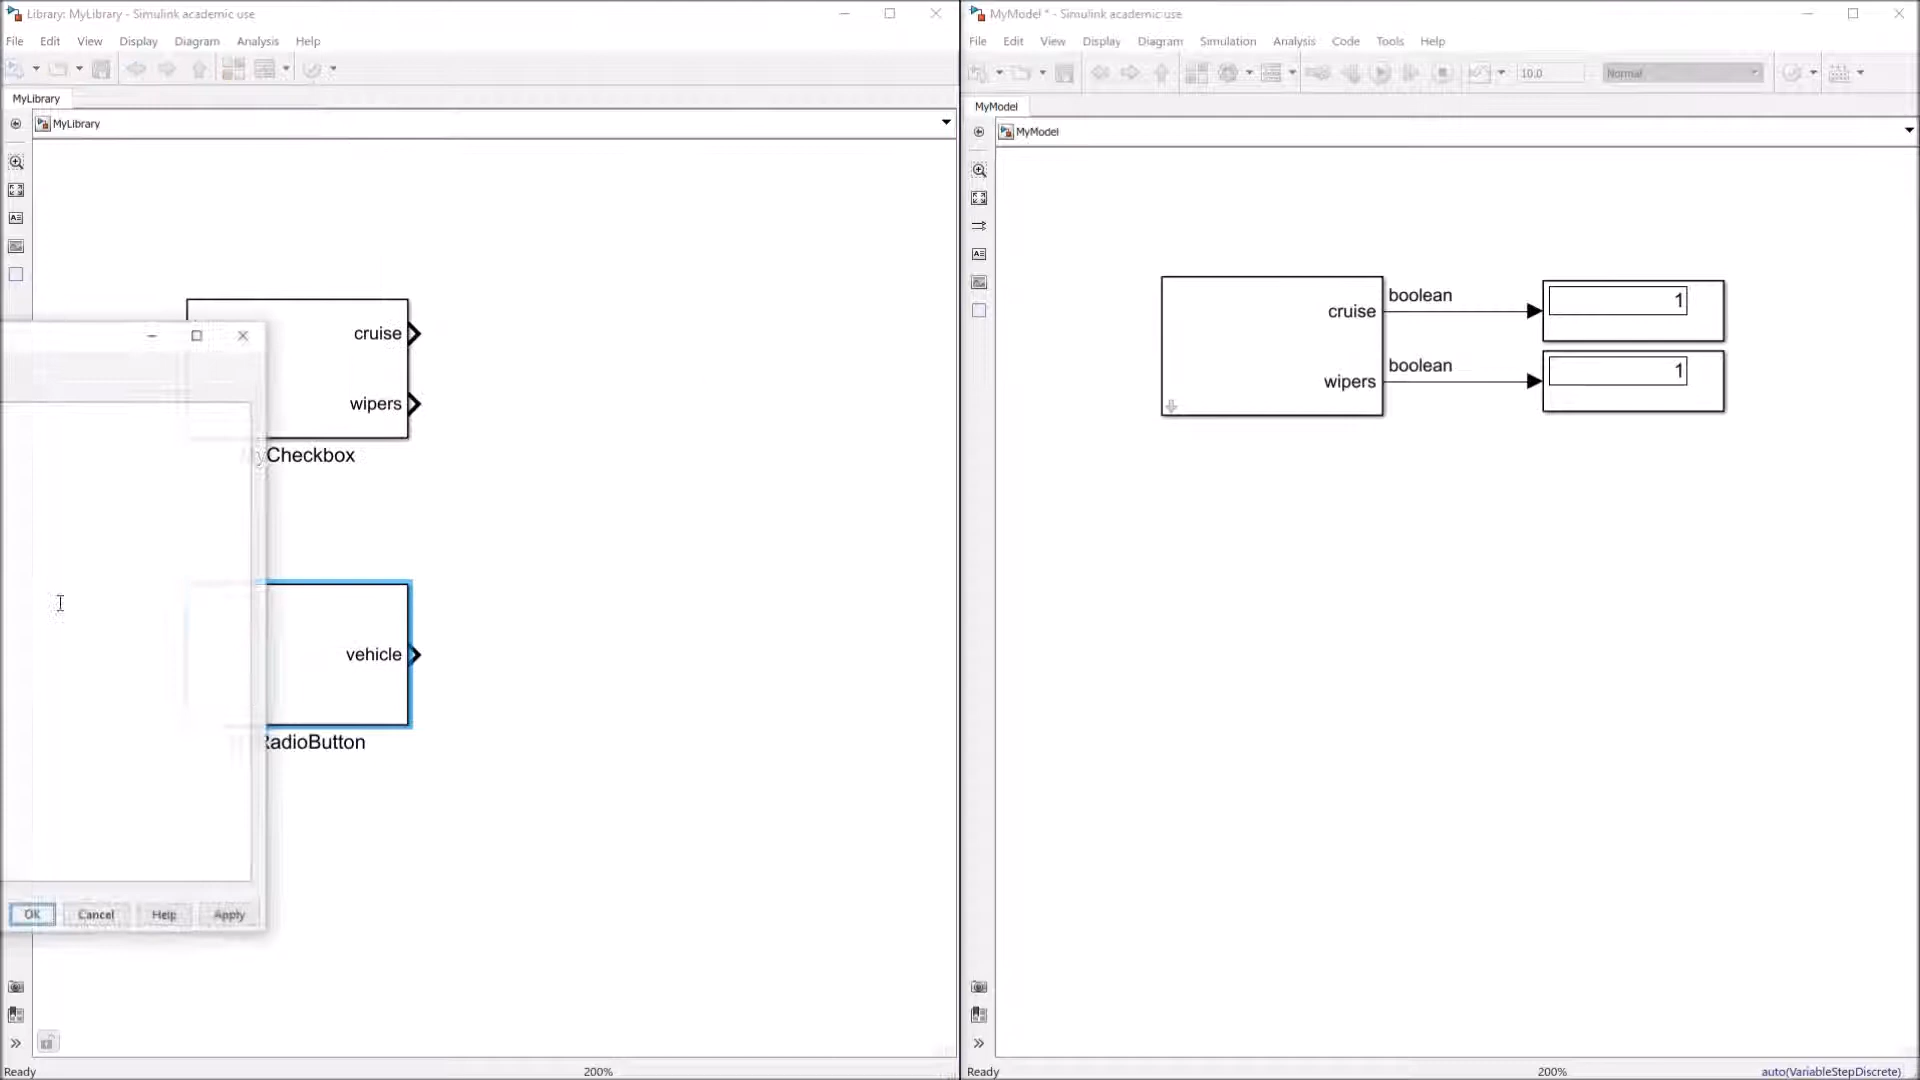 Library: MyLibrary - Simulink academic use
File Edit View Display Diagram Analysis Help
MyLibrary
MyLibrary
cruise
wipers
yCheckbox
vehicle
RadioButton
OK Cancel Help Apply
Ready 200%
MyModel * - Simulink academic use
File Edit View Display Diagram Simulation Analysis Code Tools Help
10.0 Normal
MyModel
MyModel
cruise boolean 1
wipers boolean 1
Ready 200% auto(VariableStepDiscrete)